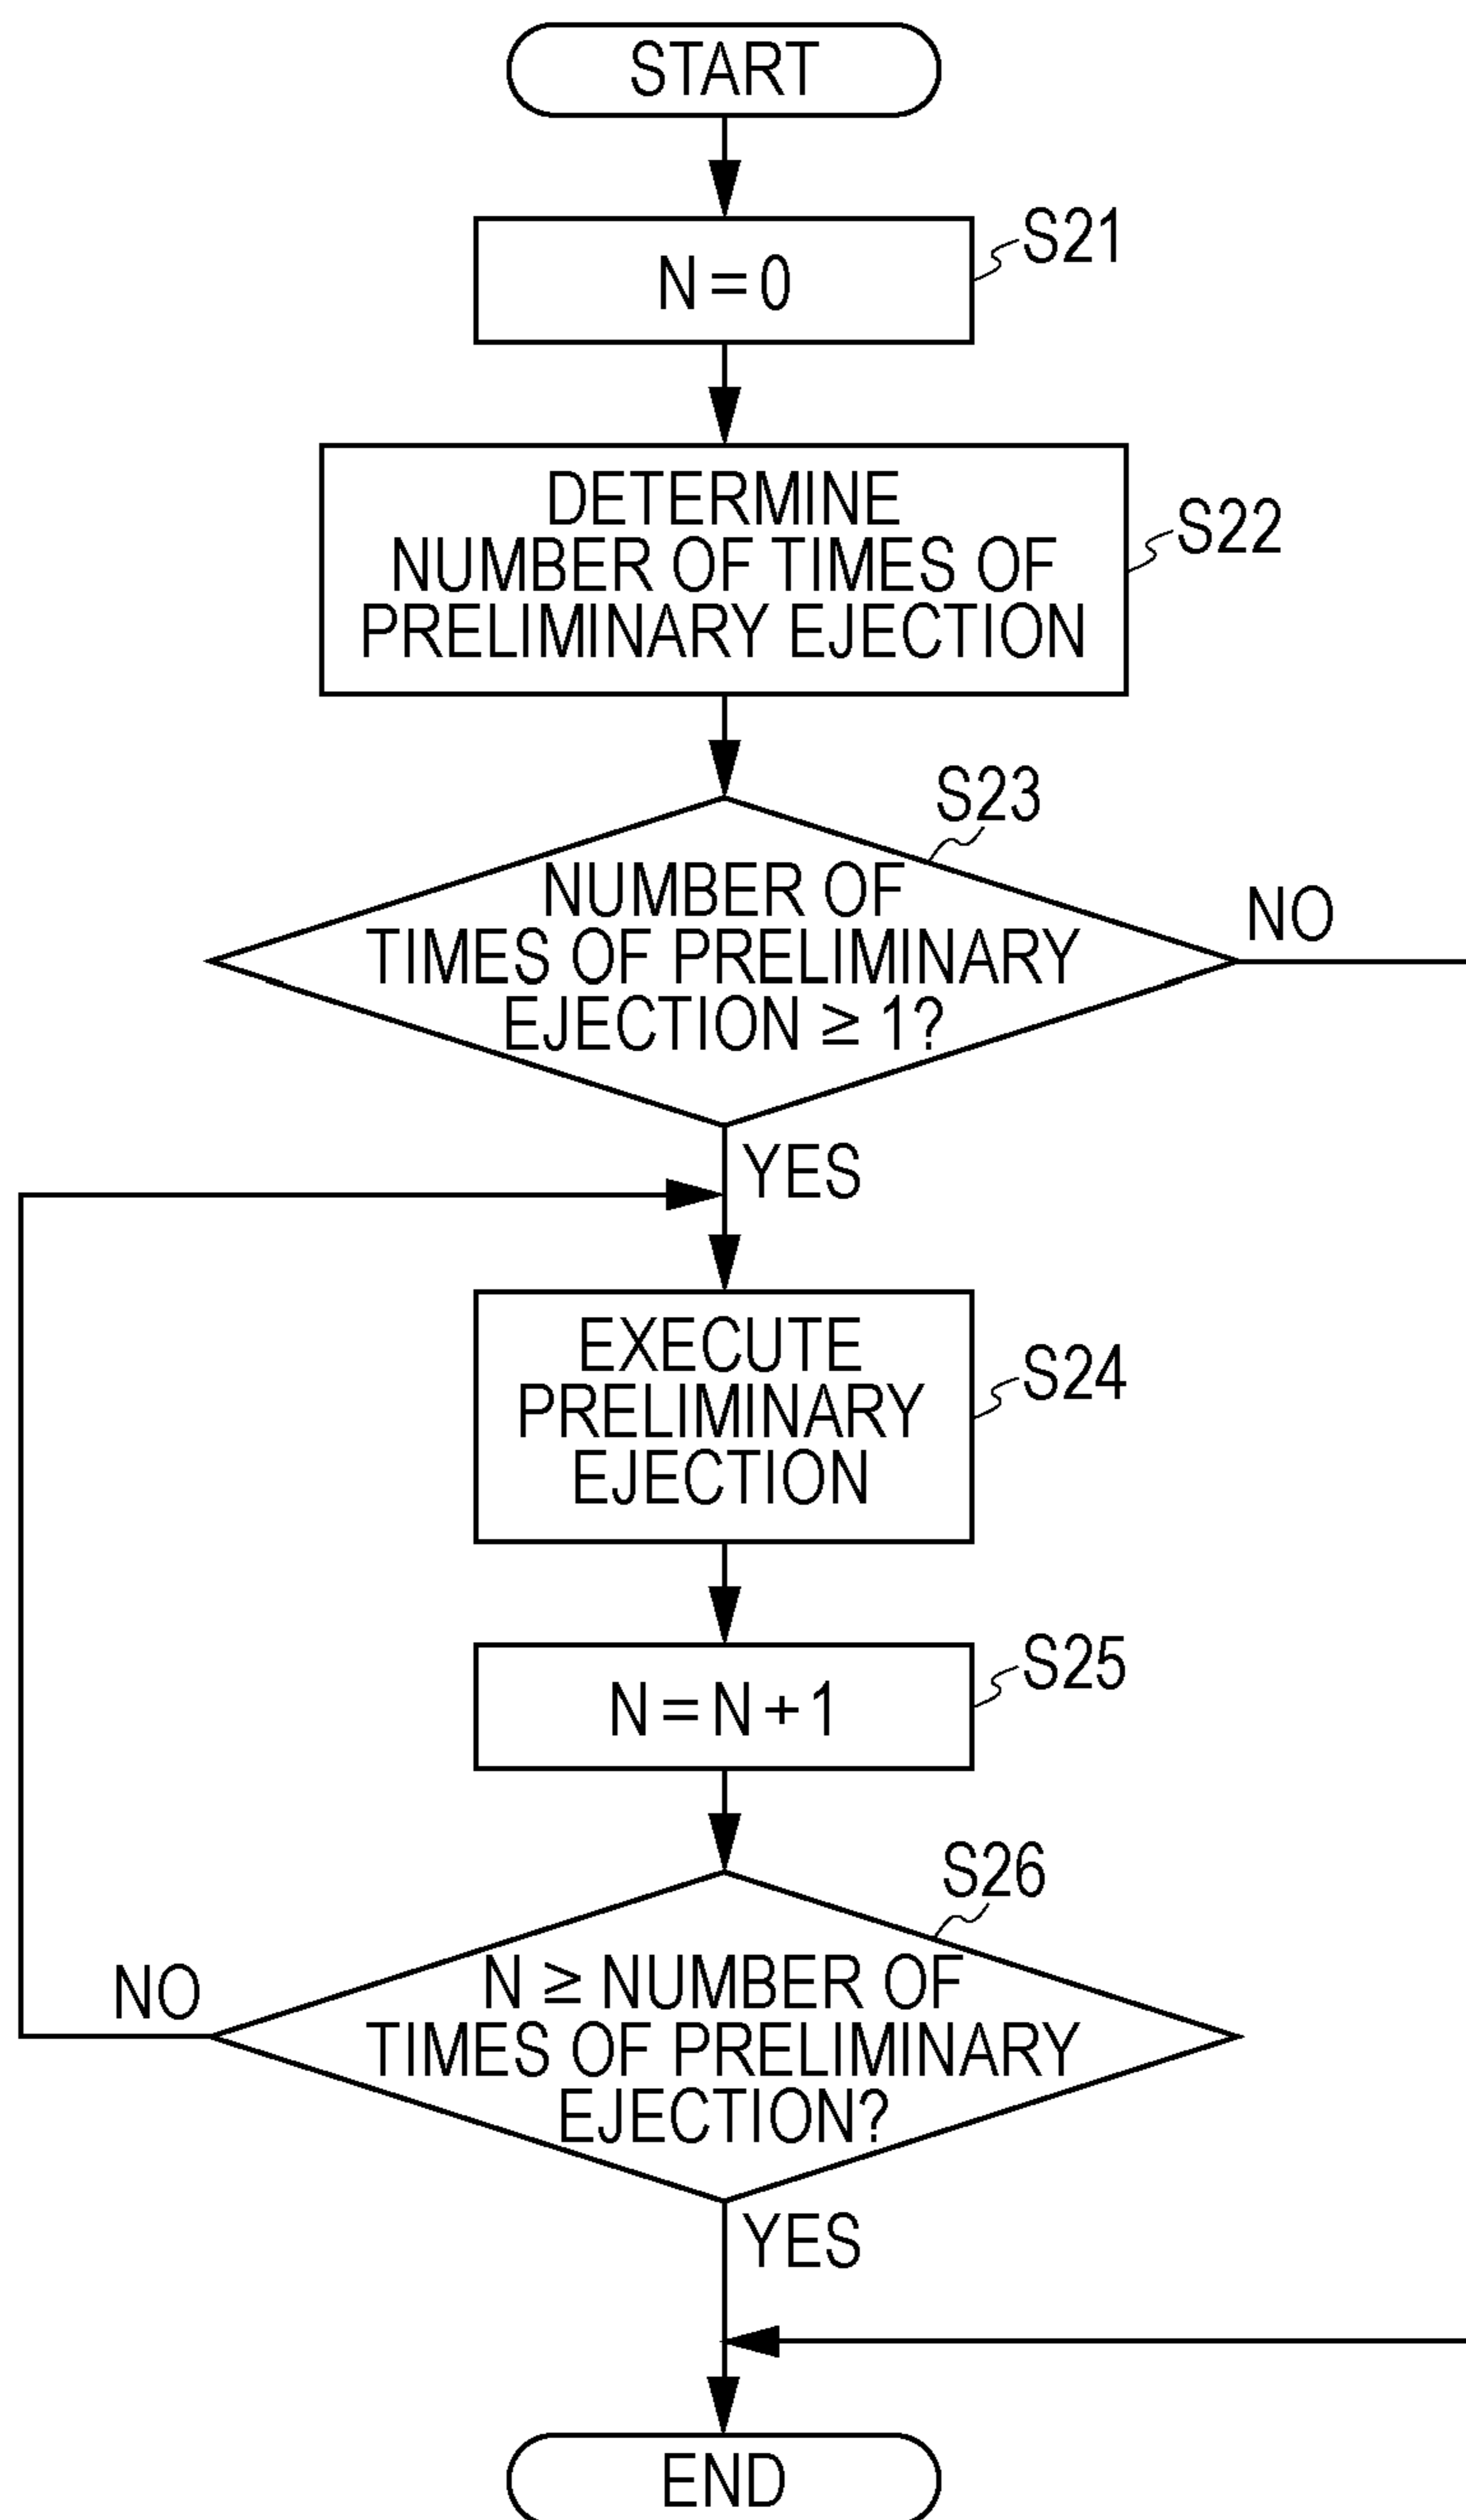 START
N=0
S21
DETERMINE
NUMBER OF TIMES OF
PRELIMINARY EJECTION
S22
S23
NUMBER OF
TIMES OF PRELIMINARY
EJECTION ≥ 1?
NO
YES
EXECUTE
PRELIMINARY
EJECTION
S24
N=N+1
S25
S26
N ≥ NUMBER OF
TIMES OF PRELIMINARY
EJECTION?
NO
YES
END